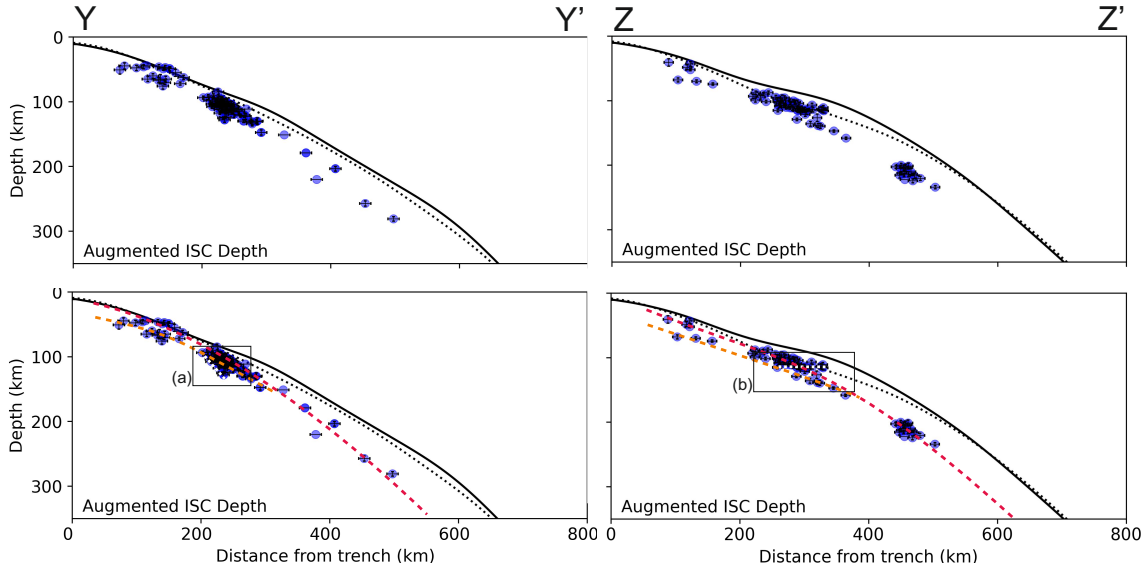 Y Y’ Z Z’
0
100
200
300
Depth (km)
Augmented ISC Depth
Augmented ISC Depth
0
100
200
300
Depth (km)
(a)
(b)
Augmented ISC Depth
Augmented ISC Depth
0 200 400 600 0 200 400 600 800
Distance from trench (km)
Distance from trench (km)